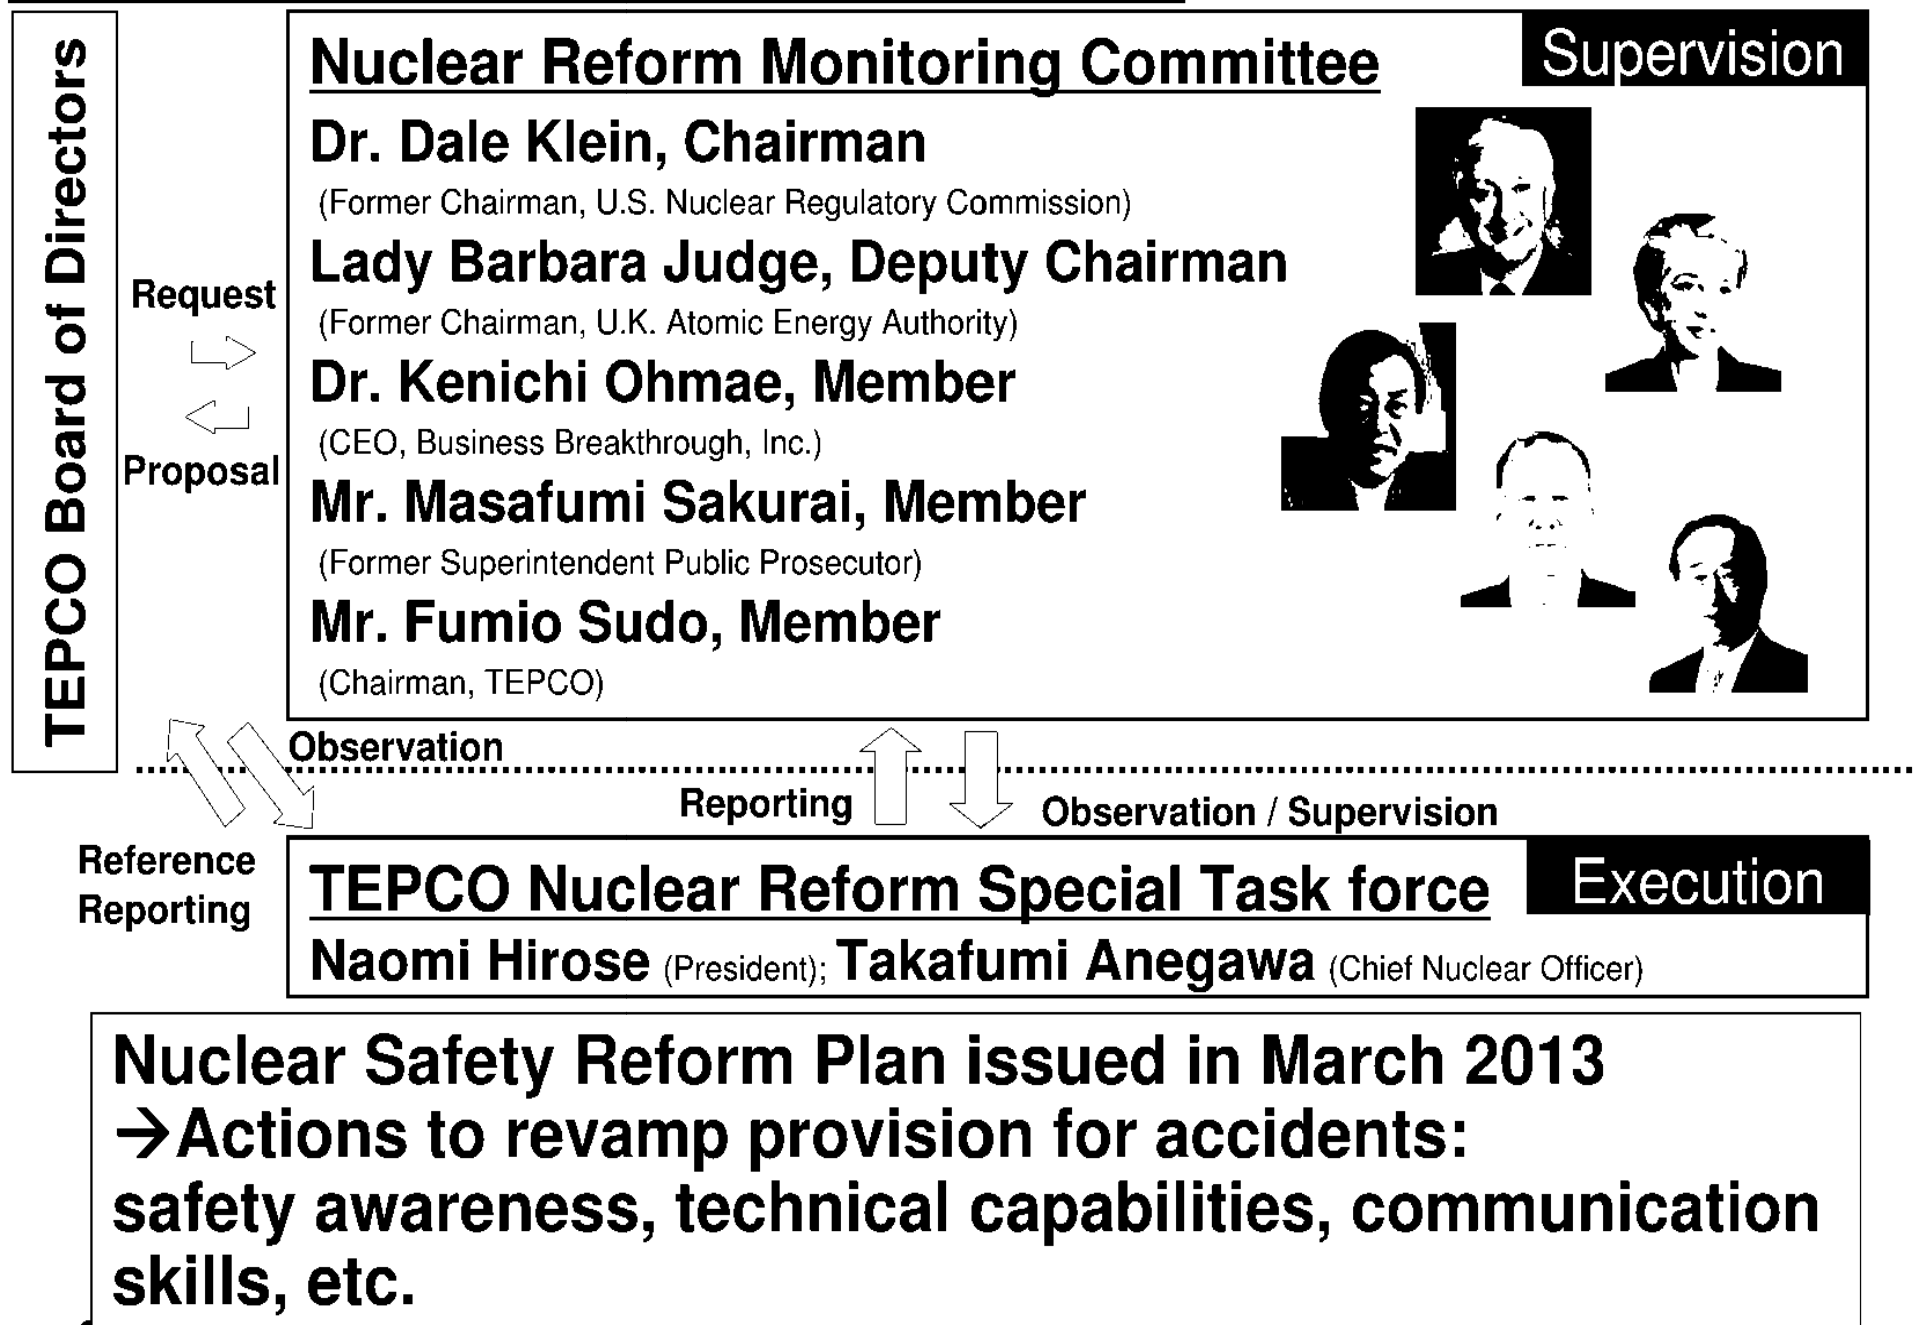 TEPCO Board of Directors
Nuclear Reform Monitoring Committee
Supervision
Dr. Dale Klein, Chairman
(Former Chairman, U.S. Nuclear Regulatory Commission)
Lady Barbara Judge, Deputy Chairman
(Former Chairman, U.K. Atomic Energy Authority)
Dr. Kenichi Ohmae, Member
(CEO, Business Breakthrough, Inc.)
Mr. Masafumi Sakurai, Member
(Former Superintendent Public Prosecutor)
Mr. Fumio Sudo, Member
(Chairman, TEPCO)
Request
Proposal
Observation
Reporting
Observation / Supervision
Reference
Reporting
TEPCO Nuclear Reform Special Task force
Execution
Naomi Hirose (President); Takafumi Anegawa (Chief Nuclear Officer)
Nuclear Safety Reform Plan issued in March 2013
→Actions to revamp provision for accidents:
safety awareness, technical capabilities, communication
skills, etc.